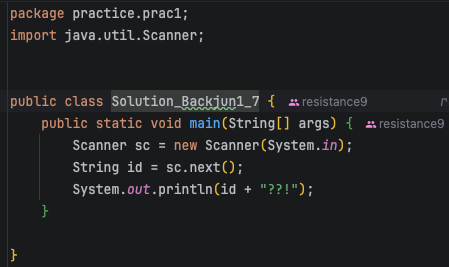 package practice.prac1;
import java.util.Scanner;
public class Solution_Backjun1_7 { resistance9
public static void main(String[] args) { resistance9
Scanner sc = new Scanner(System.in);
String id = sc.next();
System.out.println(id + "??!");
}
}